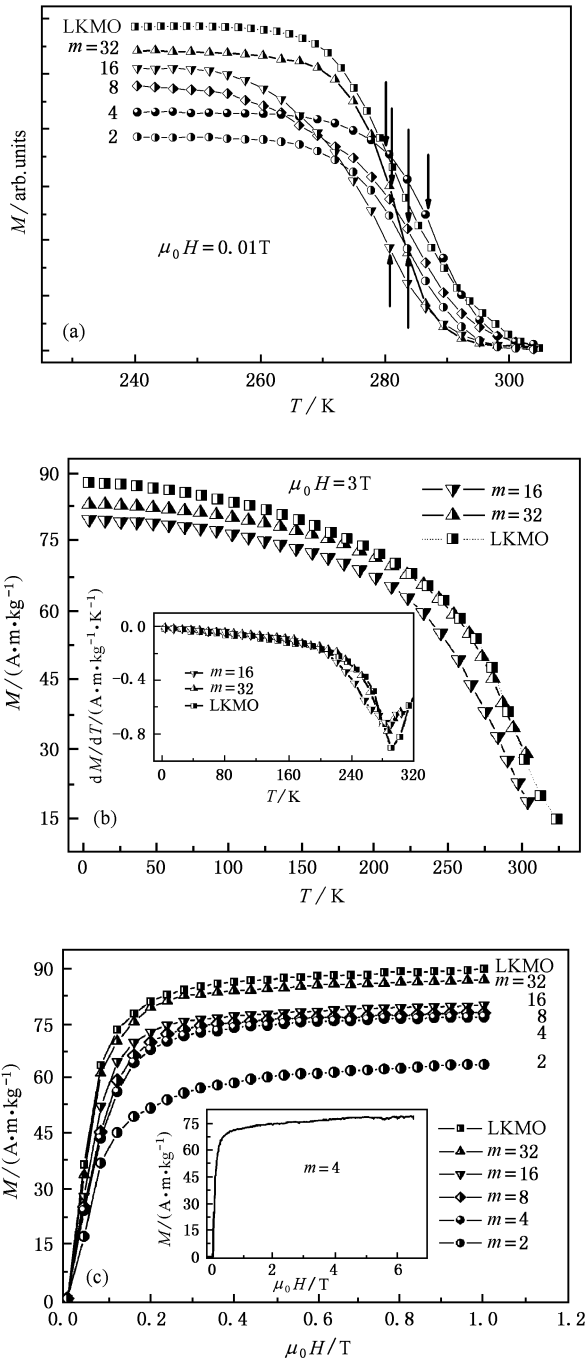 LKMO
m=32
16
8
4
2
M/arb.units
μ₀H=0.01T
(a)
240 260 280 300
T/K
90
75
60
45
30
15
M/(A•m•kg⁻¹)
μ₀H=3T
m=16
m=32
LKMO
0.0
−0.4
−0.8
dM/dT/(A•m•kg⁻¹•K⁻¹)
m=16
m=32
LKMO
0 80 160 240 320
T/K
(b)
0 50 100 150 200 250 300
T/K
90
75
60
45
30
15
0
M/(A•m•kg⁻¹)
LKMO
m=32
16
8
4
2
75
60
45
30
15
0
M/(A•m•kg⁻¹)
m=4
0 2 4 6
μ₀H/T
LKMO
m=32
m=16
m=8
m=4
m=2
(c)
0.0 0.2 0.4 0.6 0.8 1.0 1.2
μ₀H/T